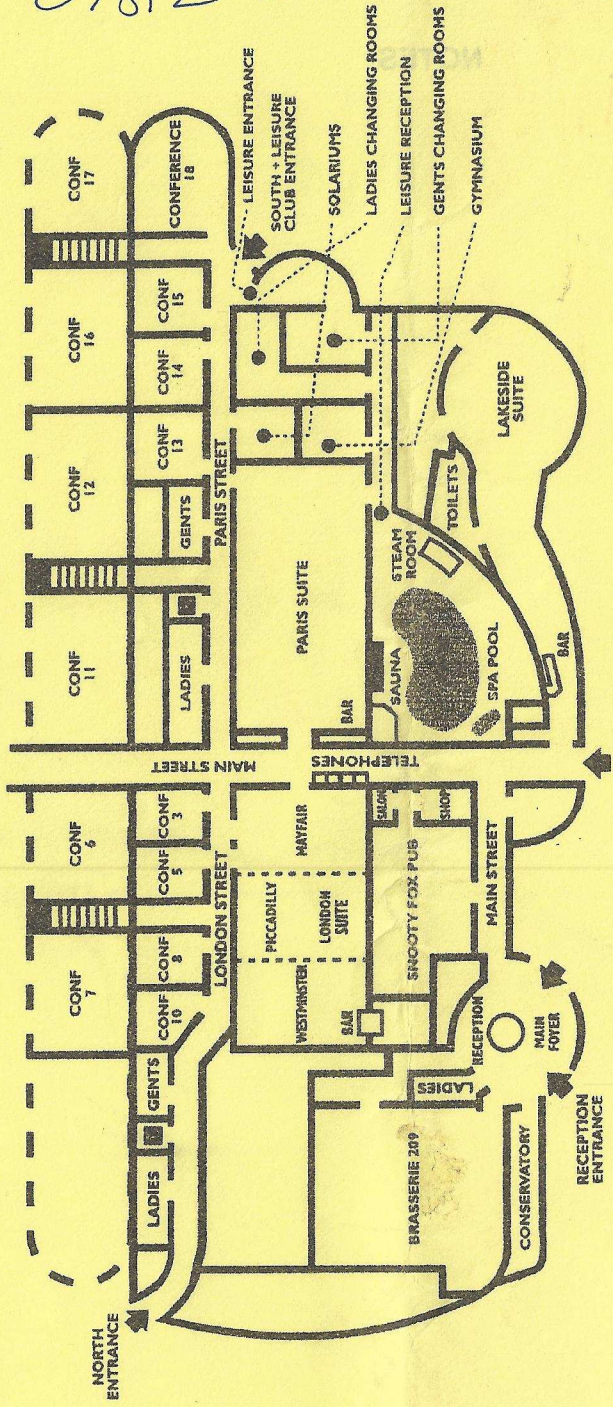 CONF
7
CONF
6
CONF
11
CONF
12
CONF
16
CONF
17
NORTH
ENTRANCE
LADIES
GENTS
CONF
10
CONF
8
CONF
5
CONF
3
MAIN STREET
LADIES
GENTS
CONF
13
CONF
14
CONF
15
CONFERENCE
18
LONDON STREET
MAIN STREET
PARIS STREET
LEISURE ENTRANCE
SOUTH + LEISURE
CLUB ENTRANCE
SOLARIUMS
LADIES CHANGING ROOMS
LEISURE RECEPTION
GENTS CHANGING ROOMS
GYMNASIUM
WESTMINSTER
PICCADILLY
MAYFAIR
LONDON
SUITE
BAR
TELEPHONES
PARIS SUITE
BAR
BRASSERIE 209
LADIES
SNOOTY FOX PUB
SALON
SHOP
SAUNA
STEAM
ROOM
SPA POOL
TOILETS
LAKESIDE
SUITE
RECEPTION
MAIN STREET
BAR
CONSERVATORY
MAIN
FOYER
RECEPTION
ENTRANCE